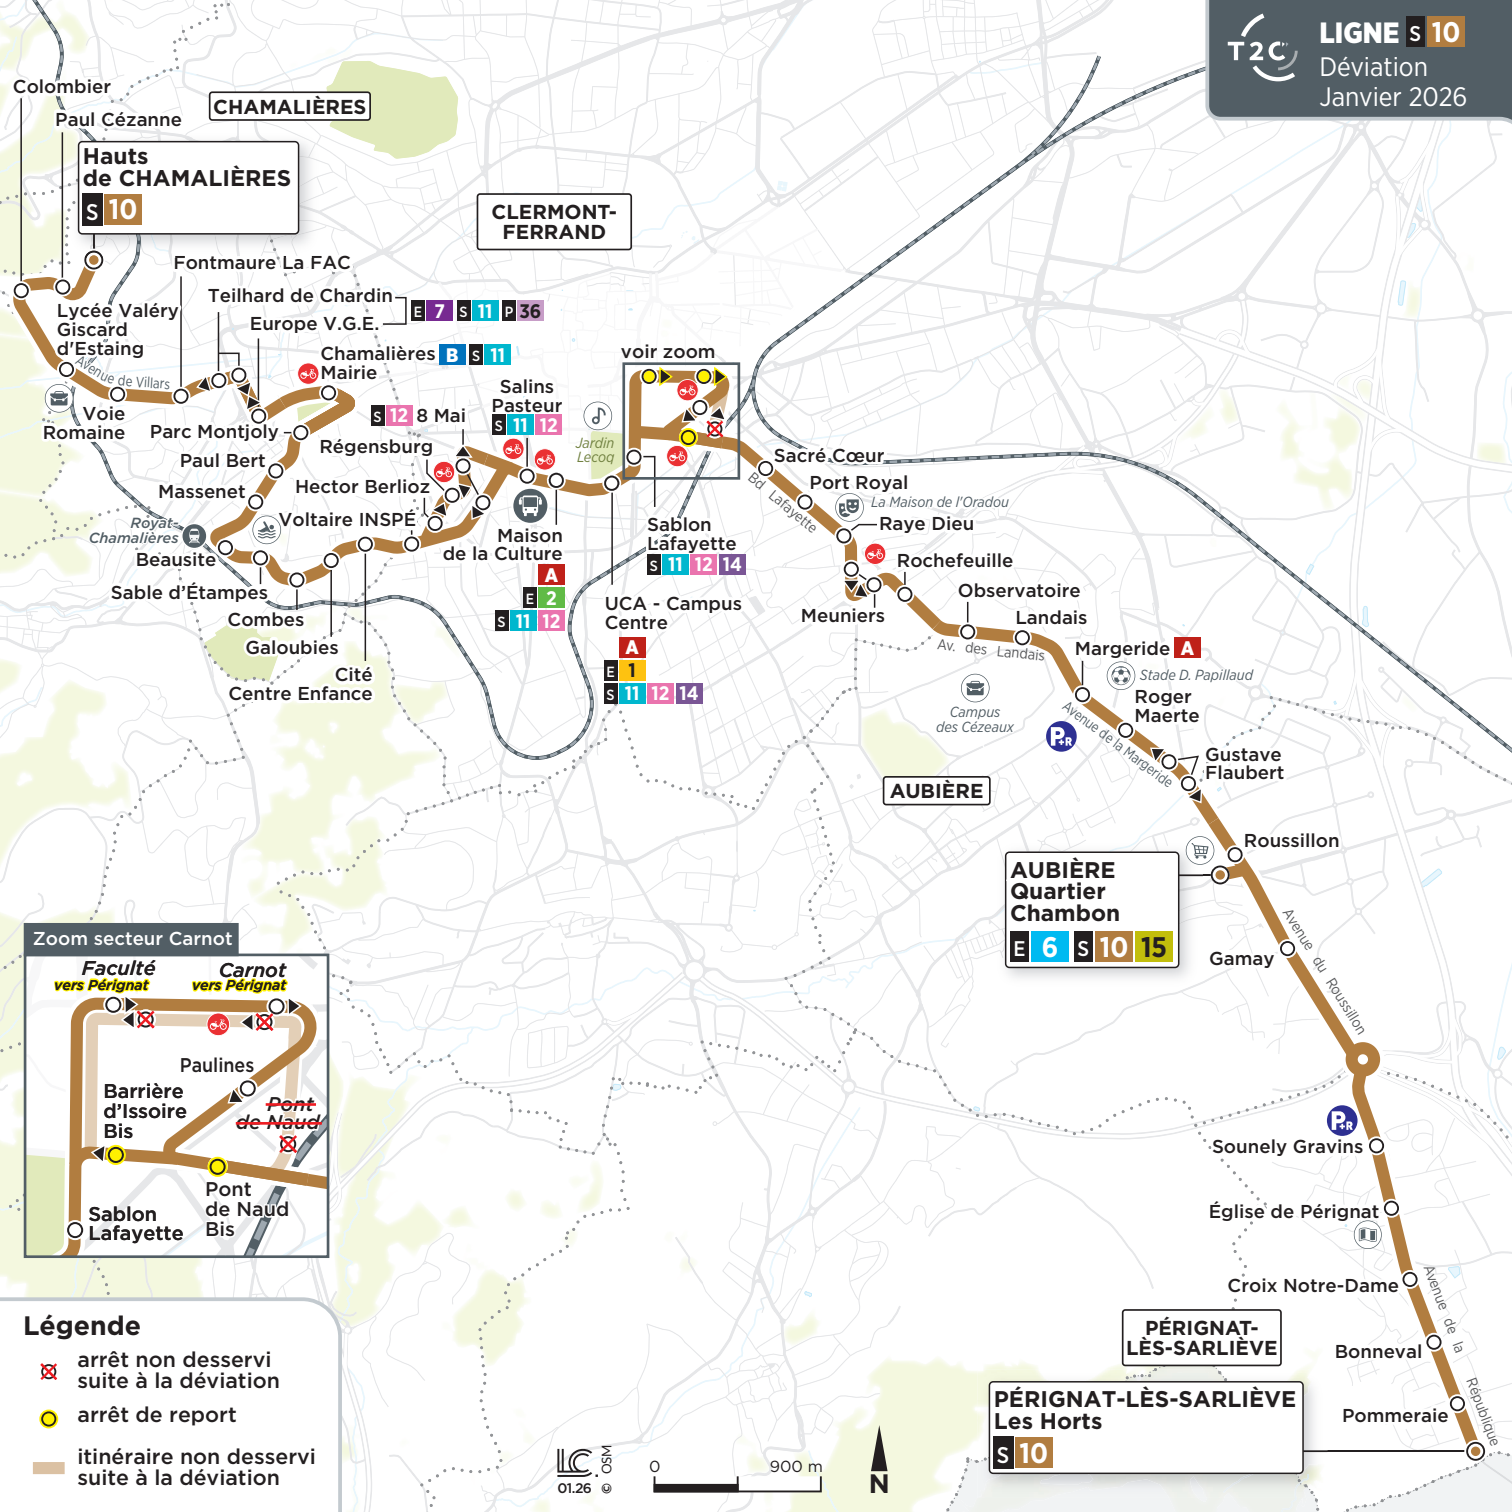 T2C
LIGNE S 10
Déviation
Janvier 2026
Colombier
Paul Cézanne
CHAMALIÈRES
Hauts
de CHAMALIÈRES
S 10
CLERMONT-
FERRAND
Fontmaure La FAC
Teilhard de Chardin
Europe V.G.E.
E 7 S 11 P 36
Lycée Valéry
Giscard
d'Estaing
Avenue de Villars
Voie
Romaine
Chamalières B S 11
Mairie
Parc Montjoly
S 12 8 Mai
Salins
Pasteur
S 11 12
Régensburg
Paul Bert
Massenet
Hector Berlioz
Voltaire INSPE
Royat-
Chamalières
Beausite
Sable d'Étampes
Combes
Galoubies
Cité
Centre Enfance
Maison
de la Culture
A
E 2
S 11 12
Jardin
Lecoq
voir zoom
Sablon
Lafayette
S 11 12 14
UCA - Campus
Centre
A
E 1
S 11 12 14
Sacré Cœur
Bd Lafayette
Port Royal
La Maison de l'Oradou
Raye Dieu
Rochefeuille
Meuniers
Observatoire
Landais
Av. des Landais
Margeride A
Stade D. Papillaud
Campus
des Cézeaux
P+R
Roger
Maerte
Avenue de la Margeride
Gustave
Flaubert
AUBIÈRE
Roussillon
AUBIÈRE
Quartier
Chambon
E 6 S 10 15
Gamay
Avenue du Roussillon
P+R
Sounely Gravins
Église de Pérignat
Croix Notre-Dame
Avenue de la République
PÉRIGNAT-
LÈS-SARLIÈVE
Bonneval
PÉRIGNAT-LÈS-SARLIÈVE
Les Horts
S 10
Pommeraie
Zoom secteur Carnot
Faculté
vers Pérignat
Carnot
vers Pérignat
Paulines
Barrière
d'Issoire
Bis
Pont
de Naud
Pont
de Naud
Bis
Sablon
Lafayette
Légende
arrêt non desservi
suite à la déviation
arrêt de report
itinéraire non desservi
suite à la déviation
LC.
01.26
© OSM
0 900 m
N